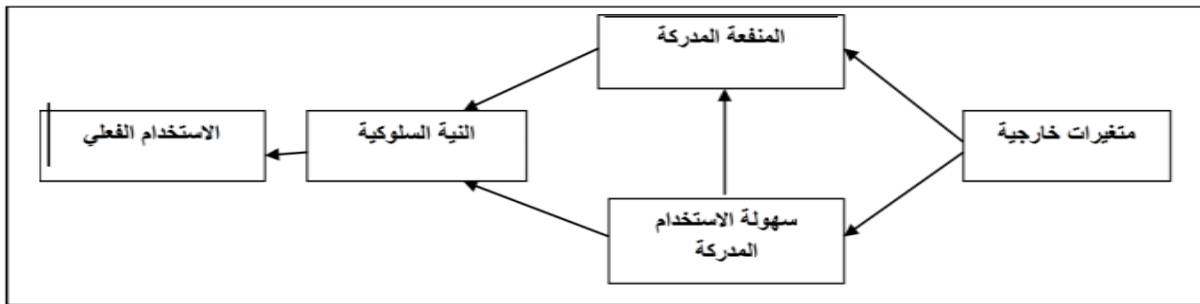 المنفعة المدركة
متغيرات خارجية
النية السلوكية
الاستخدام الفعلي
سهولة الاستخدام
المدركة